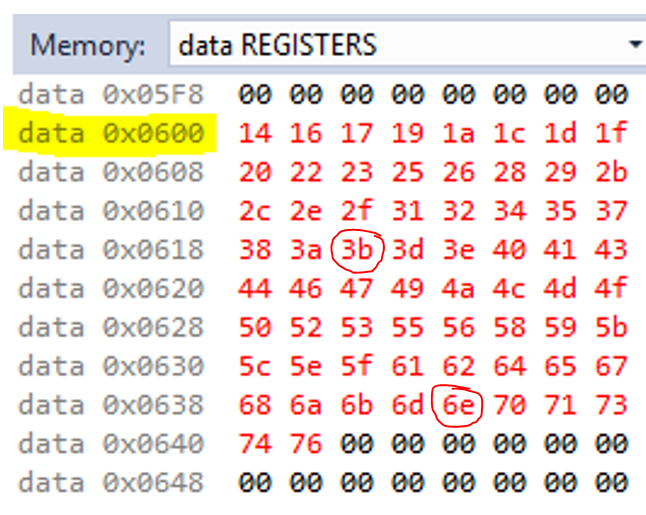 Memory: data REGISTERS
data 0x05F8 00 00 00 00 00 00 00 00
data 0x0600 14 16 17 19 1a 1c 1d 1f
data 0x0608 20 22 23 25 26 28 29 2b
data 0x0610 2c 2e 2f 31 32 34 35 37
data 0x0618 38 3a 3b 3d 3e 40 41 43
data 0x0620 44 46 47 49 4a 4c 4d 4f
data 0x0628 50 52 53 55 56 58 59 5b
data 0x0630 5c 5e 5f 61 62 64 65 67
data 0x0638 68 6a 6b 6d 6e 70 71 73
data 0x0640 74 76 00 00 00 00 00 00
data 0x0648 00 00 00 00 00 00 00 00